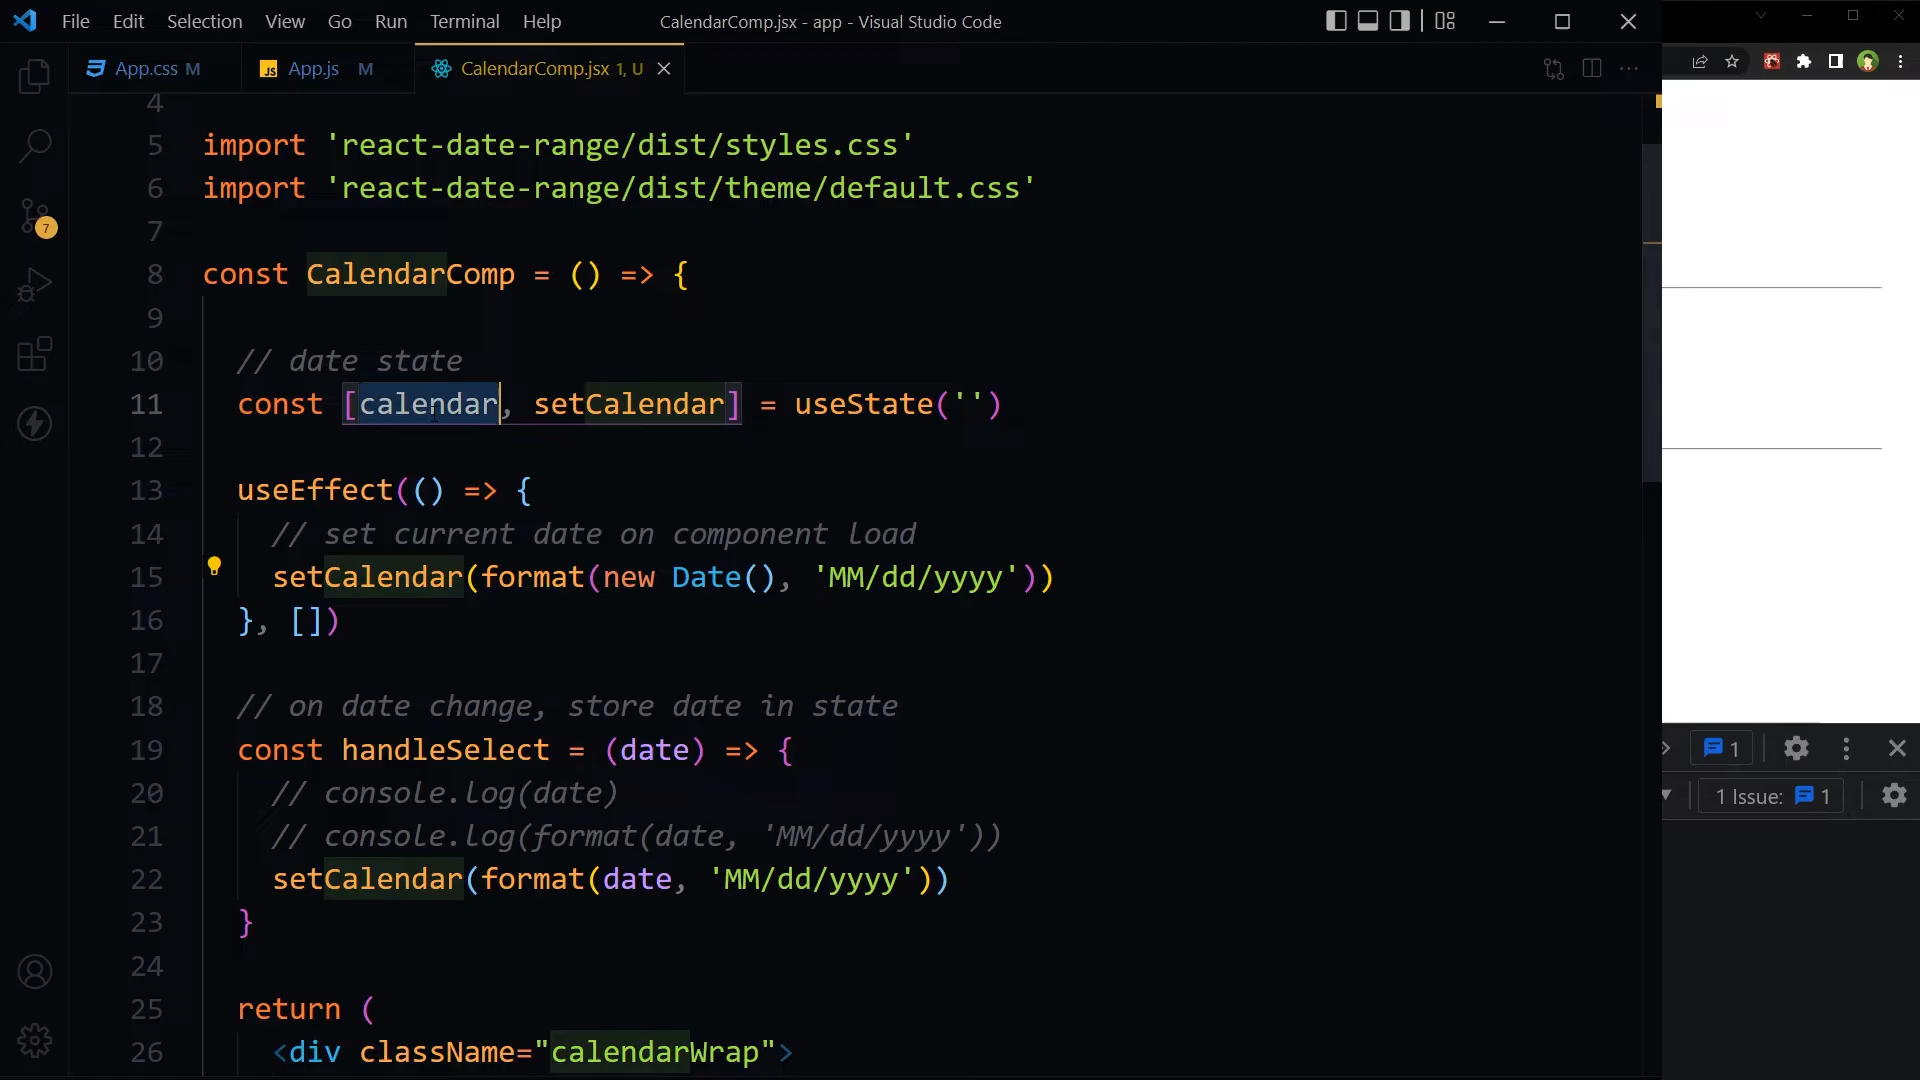 File Edit Selection View Go Run Terminal Help CalendarComp.jsx - app - Visual Studio Code
App.css M JS App.js M CalendarComp.jsx 1, U
4
5 import 'react-date-range/dist/styles.css'
6 import 'react-date-range/dist/theme/default.css'
7
8 const CalendarComp = () => {
9
10 // date state
11 const [calendar, setCalendar] = useState('')
12
13 useEffect(() => {
14 // set current date on component load
15 setCalendar(format(new Date(), 'MM/dd/yyyy'))
16 }, [])
17
18 // on date change, store date in state
19 const handleSelect = (date) => {
20 // console.log(date)
21 // console.log(format(date, 'MM/dd/yyyy'))
22 setCalendar(format(date, 'MM/dd/yyyy'))
23 }
24
25 return (
26 <div className="calendarWrap">
7
1
1 Issue: 1